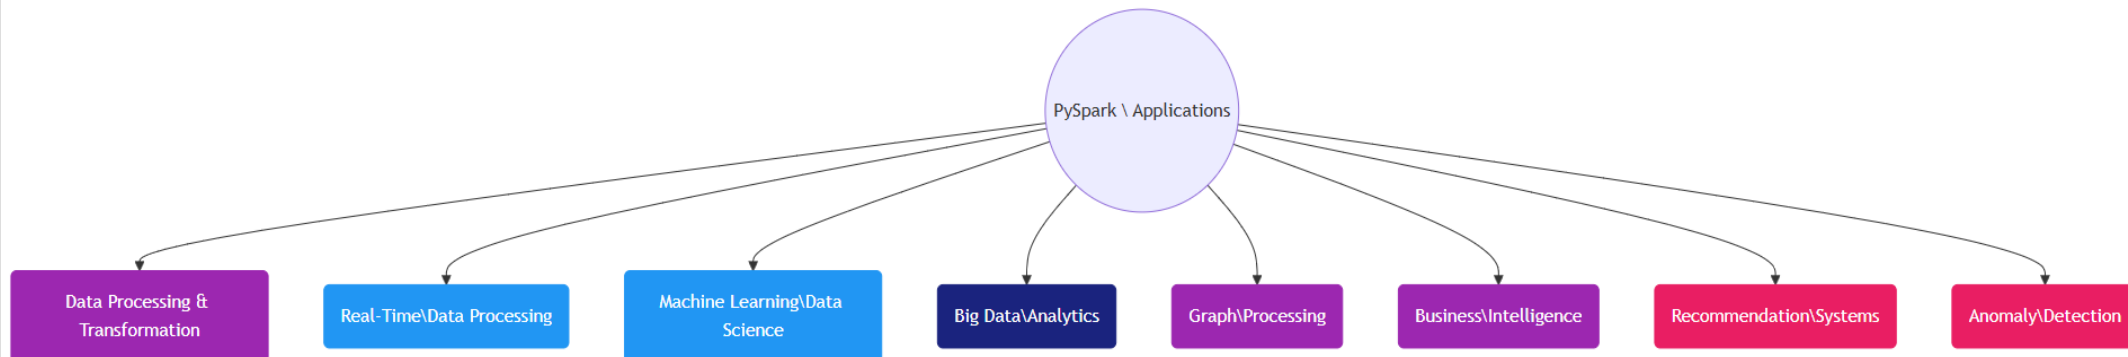 PySpark \ Applications
Data Processing &
Transformation
Real-Time\Data Processing
Machine Learning\Data
Science
Big Data\Analytics
Graph\Processing
Business\Intelligence
Recommendation\Systems
Anomaly\Detection